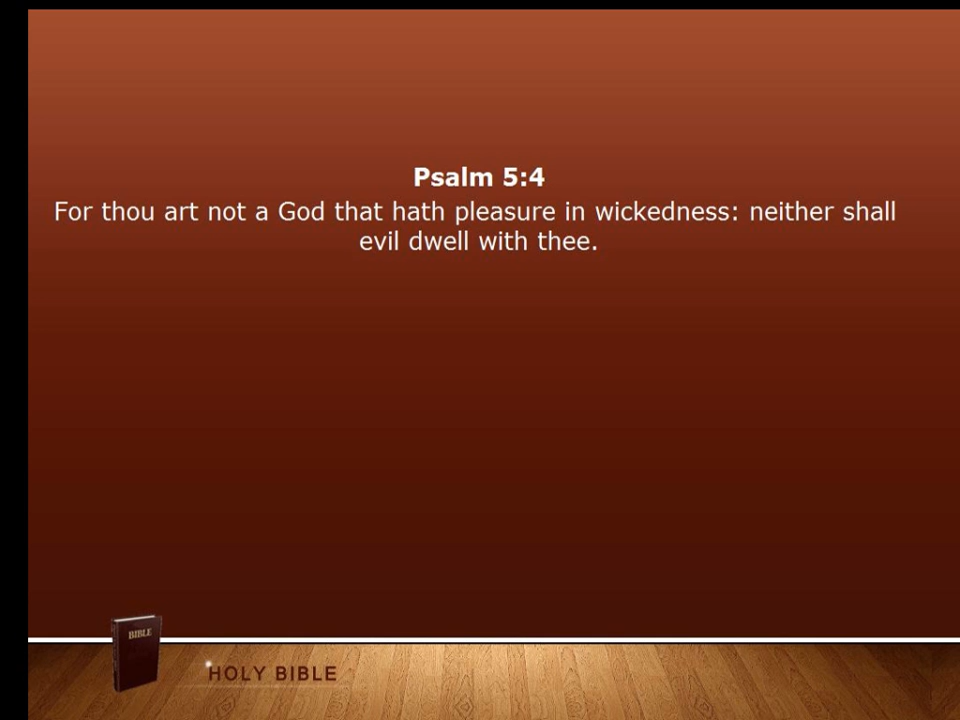 Psalm 5:4
For thou art not a God that hath pleasure in wickedness: neither shall
evil dwell with thee.
BIBLE
HOLY BIBLE